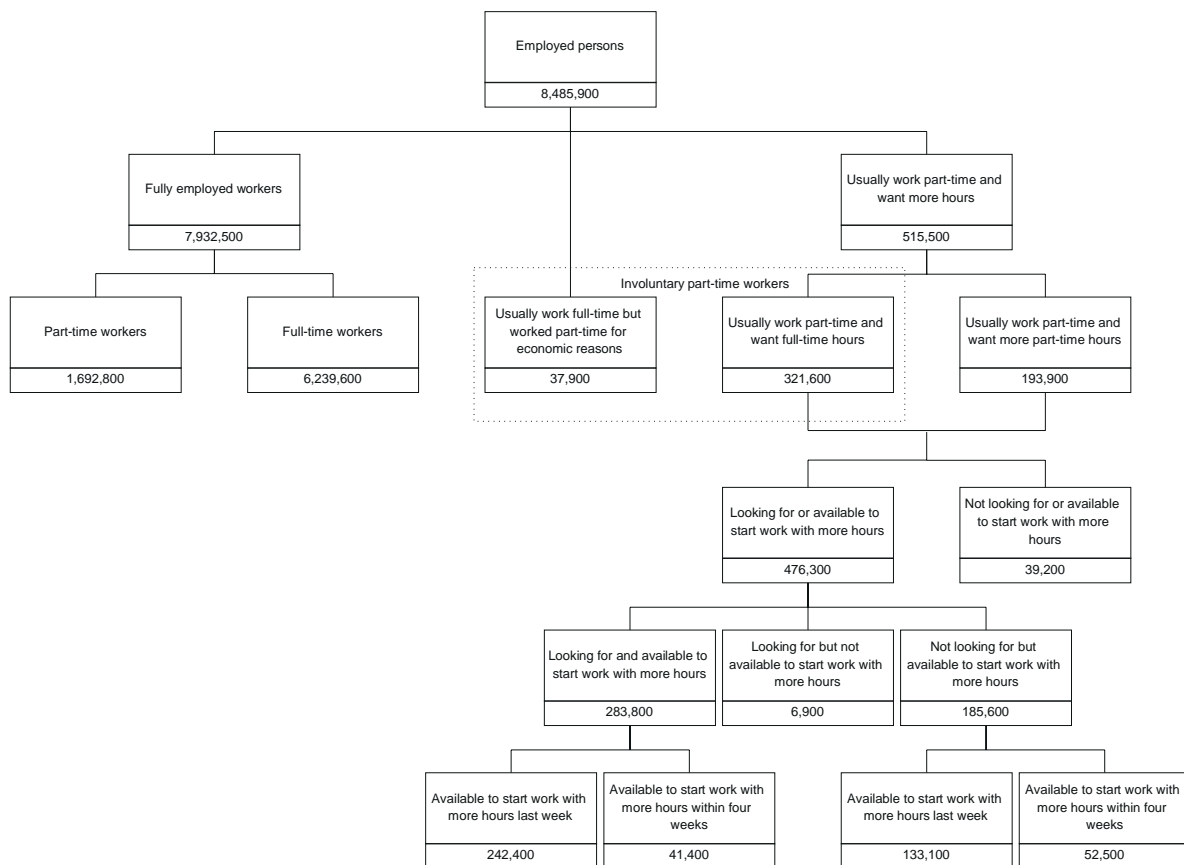 Employed persons
8,485,900
Fully employed workers
7,932,500
Usually work part-time and
want more hours
515,500
Involuntary part-time workers
Part-time workers
1,692,800
Full-time workers
6,239,600
Usually work full-time but
worked part-time for
economic reasons
37,900
Usually work part-time and
want full-time hours
321,600
Usually work part-time and
want more part-time hours
193,900
Looking for or available to
start work with more hours
476,300
Not looking for or available
to start work with more
hours
39,200
Looking for and available to
start work with more hours
283,800
Looking for but not
available to start work with
more hours
6,900
Not looking for but
available to start work with
more hours
185,600
Available to start work with
more hours last week
242,400
Available to start work with
more hours within four
weeks
41,400
Available to start work with
more hours last week
133,100
Available to start work with
more hours within four
weeks
52,500